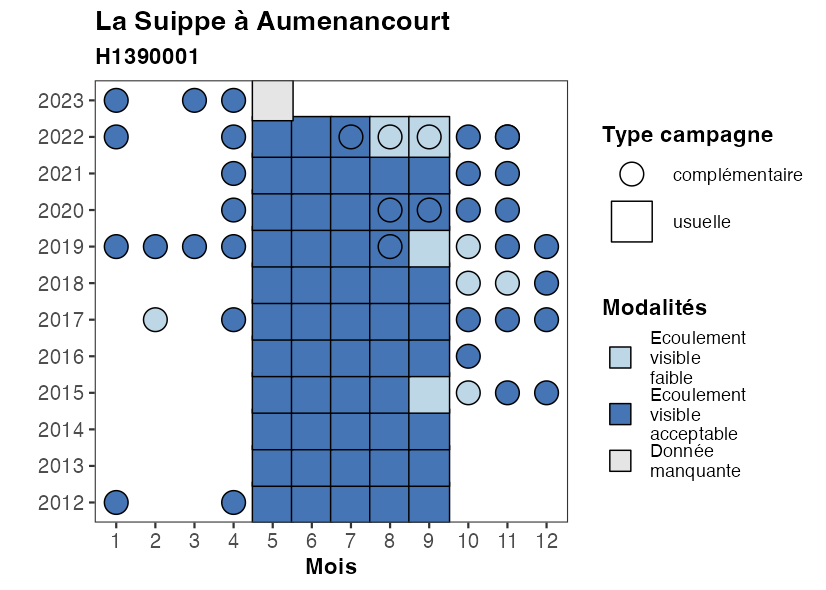 La Suippe à Aumenancourt
H1390001
2023
2022
2021
2020
2019
2018
2017
2016
2015
2014
2013
2012
1 2 3 4 5 6 7 8 9 10 11 12
Mois
Type campagne
complémentaire
usuelle
Modalités
Ecoulement
visible
faible
Ecoulement
visible
acceptable
Donnée
manquante